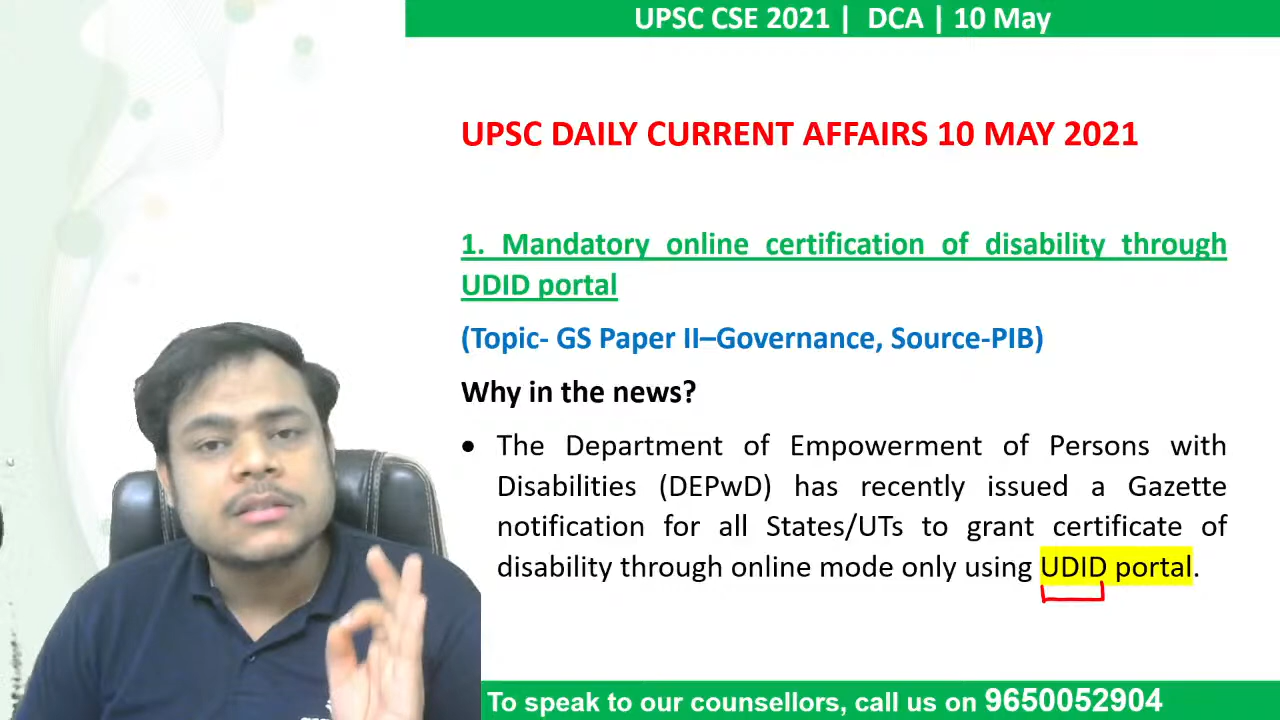 UPSC CSE 2021 | DCA | 10 May
UPSC DAILY CURRENT AFFAIRS 10 MAY 2021
1. Mandatory online certification of disability through
UDID portal
(Topic- GS Paper II–Governance, Source-PIB)
Why in the news?
• The Department of Empowerment of Persons with
Disabilities (DEPwD) has recently issued a Gazette
notification for all States/UTs to grant certificate of
disability through online mode only using UDID portal.
To speak to our counsellors, call us on 9650052904